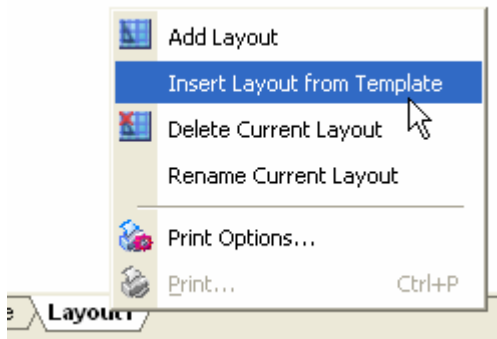 Add Layout
Insert Layout from Template
Delete Current Layout
Rename Current Layout
Print Options...
Print... Ctrl+P
e Layout1